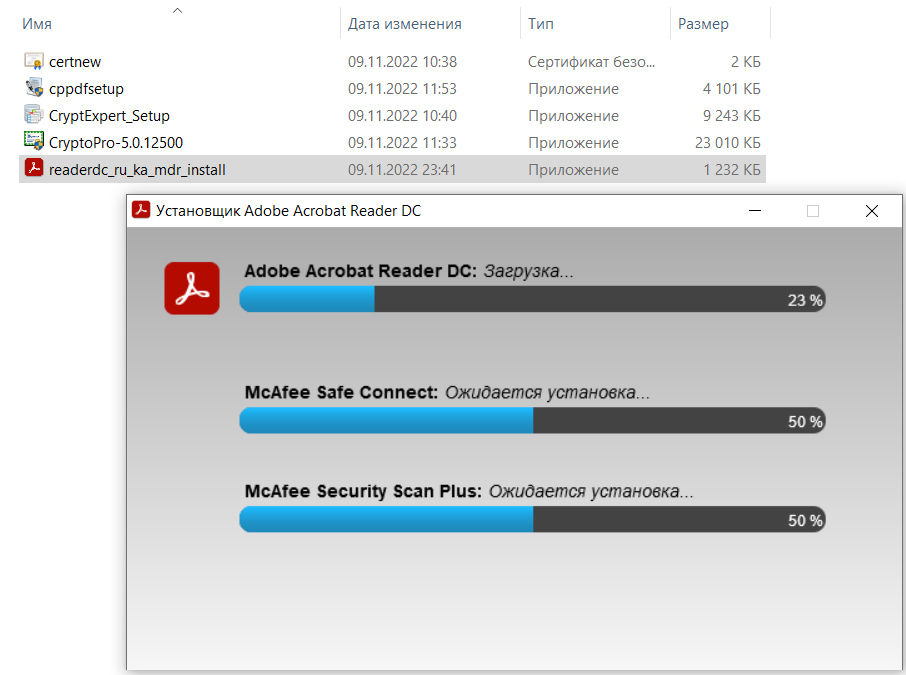 Имя Дата изменения Тип Размер
certnew 09.11.2022 10:38 Сертификат безо... 2 КБ
cppdfsetup 09.11.2022 11:53 Приложение 4 101 КБ
CryptExpert_Setup 09.11.2022 10:40 Приложение 9 243 КБ
CryptoPro-5.0.12500 09.11.2022 11:33 Приложение 23 010 КБ
readerdc_ru_ka_mdr_install 09.11.2022 23:41 Приложение 1 232 КБ
Установщик Adobe Acrobat Reader DC
Adobe Acrobat Reader DC: Загрузка...
23 %
McAfee Safe Connect: Ожидается установка...
50 %
McAfee Security Scan Plus: Ожидается установка...
50 %